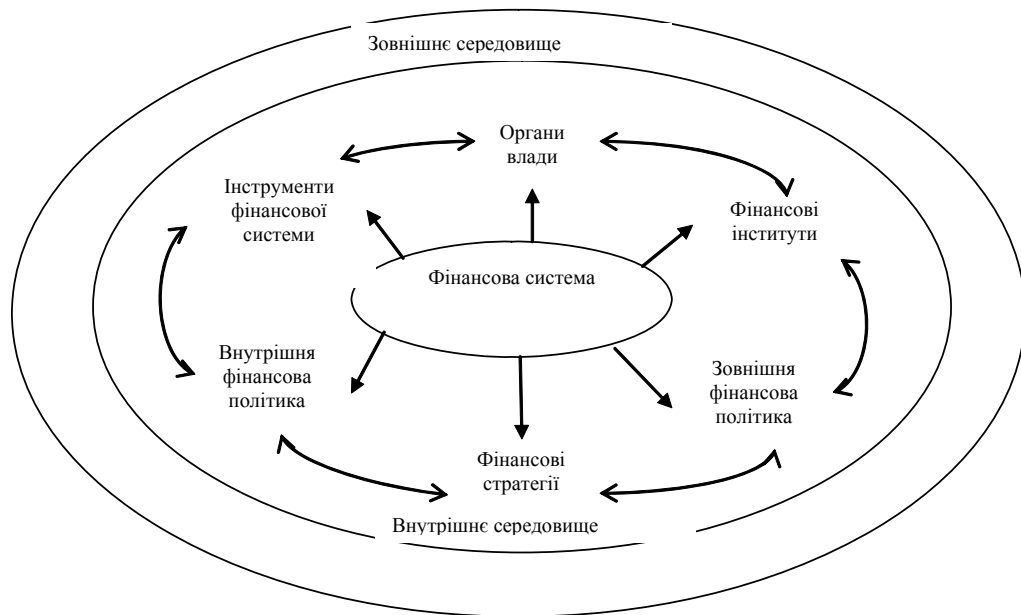 Зовнішнє середовище
Органи
влади
Інструменти
фінансової
системи
Фінансові
інститути
Фінансова система
Внутрішня
фінансова
політика
Зовнішня
фінансова
політика
Фінансові
стратегії
Внутрішнє середовище